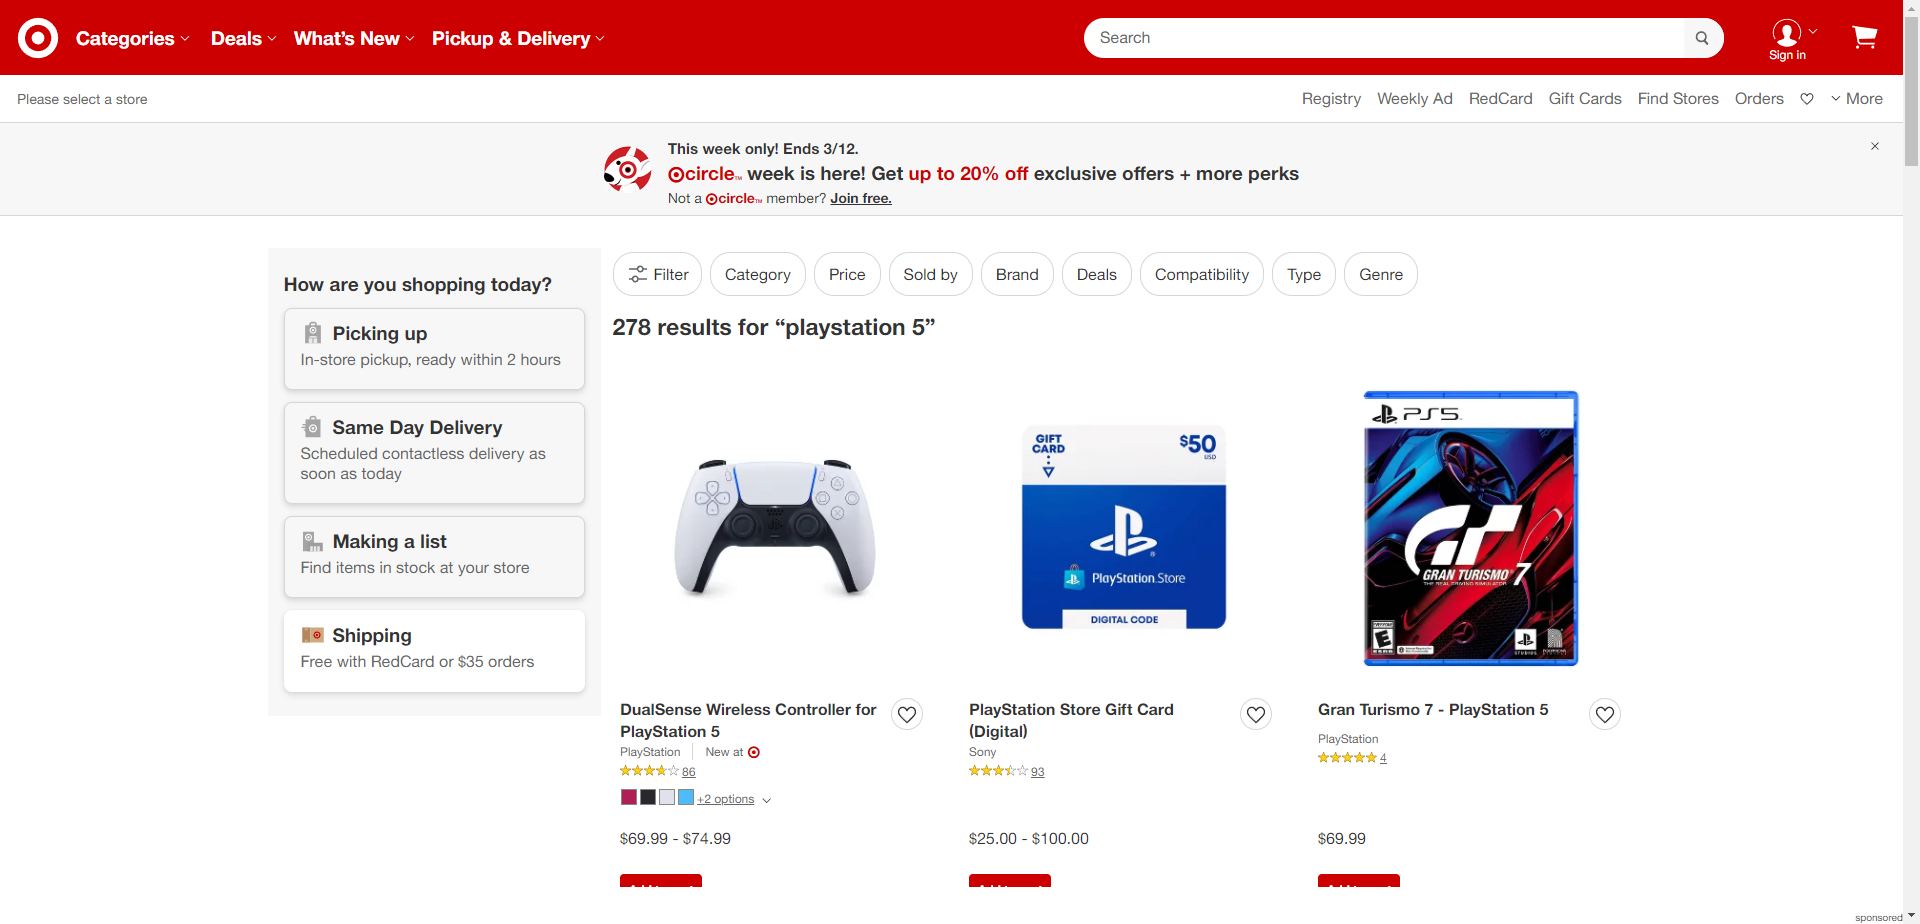 Categories Deals What's New Pickup & Delivery Search Sign in
Please select a store Registry Weekly Ad RedCard Gift Cards Find Stores Orders More
This week only! Ends 3/12.
circle™ week is here! Get up to 20% off exclusive offers + more perks
Not a circle™ member? Join free.
How are you shopping today?
Picking up
In-store pickup, ready within 2 hours
Same Day Delivery
Scheduled contactless delivery as
soon as today
Making a list
Find items in stock at your store
Shipping
Free with RedCard or $35 orders
Filter Category Price Sold by Brand Deals Compatibility Type Genre
278 results for “playstation 5”
GIFT
CARD
$50
USD
PlayStation.Store
DIGITAL CODE
PS5
GT
GRAN TURISMO 7
THE REAL DRIVING SIMULATOR
EVERYONE
E
DualSense Wireless Controller for
PlayStation 5
PlayStation New at
86
+2 options
$69.99 - $74.99
PlayStation Store Gift Card
(Digital)
Sony
93
$25.00 - $100.00
Gran Turismo 7 - PlayStation 5
PlayStation
4
$69.99
sponsored